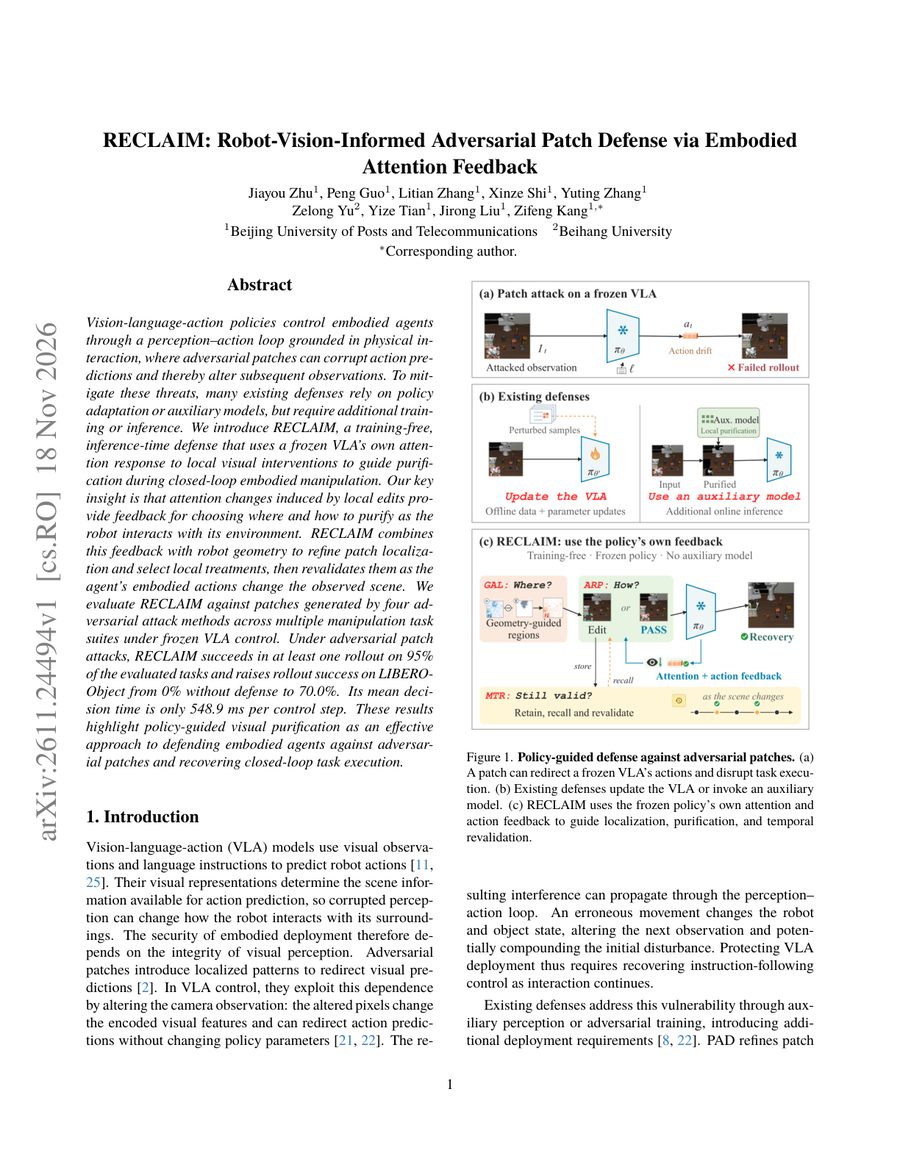 RECLAIM: Robot-Vision-Informed Adversarial Patch Defense via Embodied
Attention Feedback
Jiayou Zhu1, Peng Guo1, Litian Zhang1, Xinze Shi1, Yuting Zhang1
Zelong Yu2, Yize Tian1, Jirong Liu1, Zifeng Kang1,*
1Beijing University of Posts and Telecommunications 2Beihang University
*Corresponding author.
arXiv:2611.24494v1 [cs.RO] 18 Nov 2026
Abstract
Vision-language-action policies control embodied agents
through a perception–action loop grounded in physical in-
teraction, where adversarial patches can corrupt action pre-
dictions and thereby alter subsequent observations. To mit-
igate these threats, many existing defenses rely on policy
adaptation or auxiliary models, but require additional train-
ing or inference. We introduce RECLAIM, a training-free,
inference-time defense that uses a frozen VLA's own atten-
tion response to local visual interventions to guide purifi-
cation during closed-loop embodied manipulation. Our key
insight is that attention changes induced by local edits pro-
vide feedback for choosing where and how to purify as the
robot interacts with its environment. RECLAIM combines
this feedback with robot geometry to refine patch localiza-
tion and select local treatments, then revalidates them as the
agent's embodied actions change the observed scene. We
evaluate RECLAIM against patches generated by four ad-
versarial attack methods across multiple manipulation task
suites under frozen VLA control. Under adversarial patch
attacks, RECLAIM succeeds in at least one rollout on 95%
of the evaluated tasks and raises rollout success on LIBERO-
Object from 0% without defense to 70.0%. Its mean deci-
sion time is only 548.9 ms per control step. These results
highlight policy-guided visual purification as an effective
approach to defending embodied agents against adversar-
ial patches and recovering closed-loop task execution.
1. Introduction
Vision-language-action (VLA) models use visual observa-
tions and language instructions to predict robot actions [11,
25]. Their visual representations determine the scene infor-
mation available for action prediction, so corrupted percep-
tion can change how the robot interacts with its surround-
ings. The security of embodied deployment therefore de-
pends on the integrity of visual perception. Adversarial
patches introduce localized patterns to redirect visual pre-
dictions [2]. In VLA control, they exploit this dependence
by altering the camera observation: the altered pixels change
the encoded visual features and can redirect action predic-
tions without changing policy parameters [21, 22]. The re-
(a) Patch attack on a frozen VLA
It
πθ
at
ℓ
Action drift
Attacked observation
✕ Failed rollout
(b) Existing defenses
Perturbed samples
πθ'
Update the VLA
Offline data + parameter updates
Aux. model
Local purification
πθ
Input Purified
Use an auxiliary model
Additional online inference
(c) RECLAIM: use the policy's own feedback
Training-free · Frozen policy · No auxiliary model
GAL: Where?
Geometry-guided
regions
ARP: How?
or
Edit
PASS
πθ
Recovery
Attention + action feedback
store
recall
MTR: Still valid?
Retain, recall and revalidate
as the scene changes
Figure 1. Policy-guided defense against adversarial patches. (a)
A patch can redirect a frozen VLA's actions and disrupt task execu-
tion. (b) Existing defenses update the VLA or invoke an auxiliary
model. (c) RECLAIM uses the frozen policy's own attention and
action feedback to guide localization, purification, and temporal
revalidation.
sulting interference can propagate through the perception–
action loop. An erroneous movement changes the robot
and object state, altering the next observation and poten-
tially compounding the initial disturbance. Protecting VLA
deployment thus requires recovering instruction-following
control as interaction continues.
Existing defenses address this vulnerability through aux-
iliary perception or adversarial training, introducing addi-
tional deployment requirements [8, 22]. PAD refines patch
1